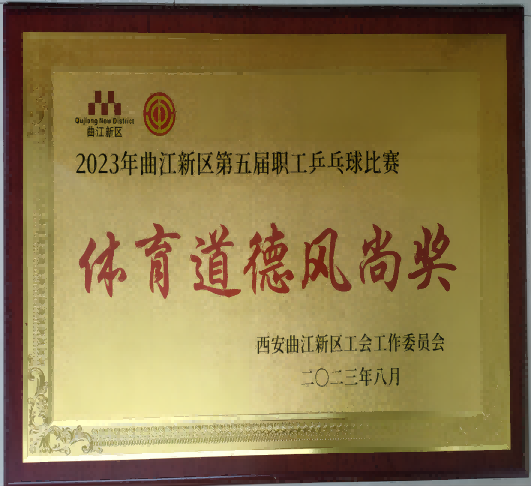 Qujiang New District
曲江新区
2023年曲江新区第五届职工乒乓球比赛
体育道德风尚奖
西安曲江新区工会工作委员会
二〇二三年八月